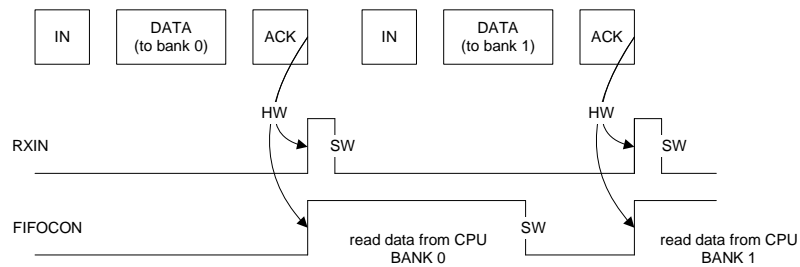 IN
DATA
(to bank 0)
ACK
IN
DATA
(to bank 1)
ACK
HW
HW
RXIN
SW
SW
FIFOCON
SW
read data from CPU
BANK 0
read data from CPU
BANK 1